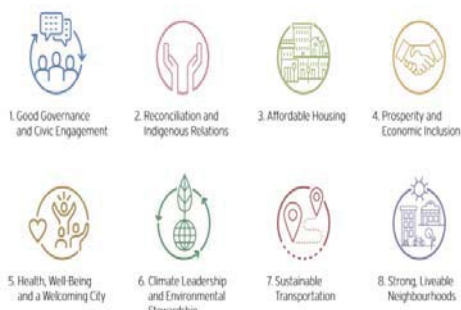 1. Good Governance
and Civic Engagement
2. Reconciliation and
Indigenous Relations
3. Affordable Housing
4. Prosperity and
Economic Inclusion
5. Health, Well-Being
and a Welcoming City
6. Climate Leadership
and Environmental
Stewardship
7. Sustainable
Transportation
8. Strong, Liveable
Neighbourhoods